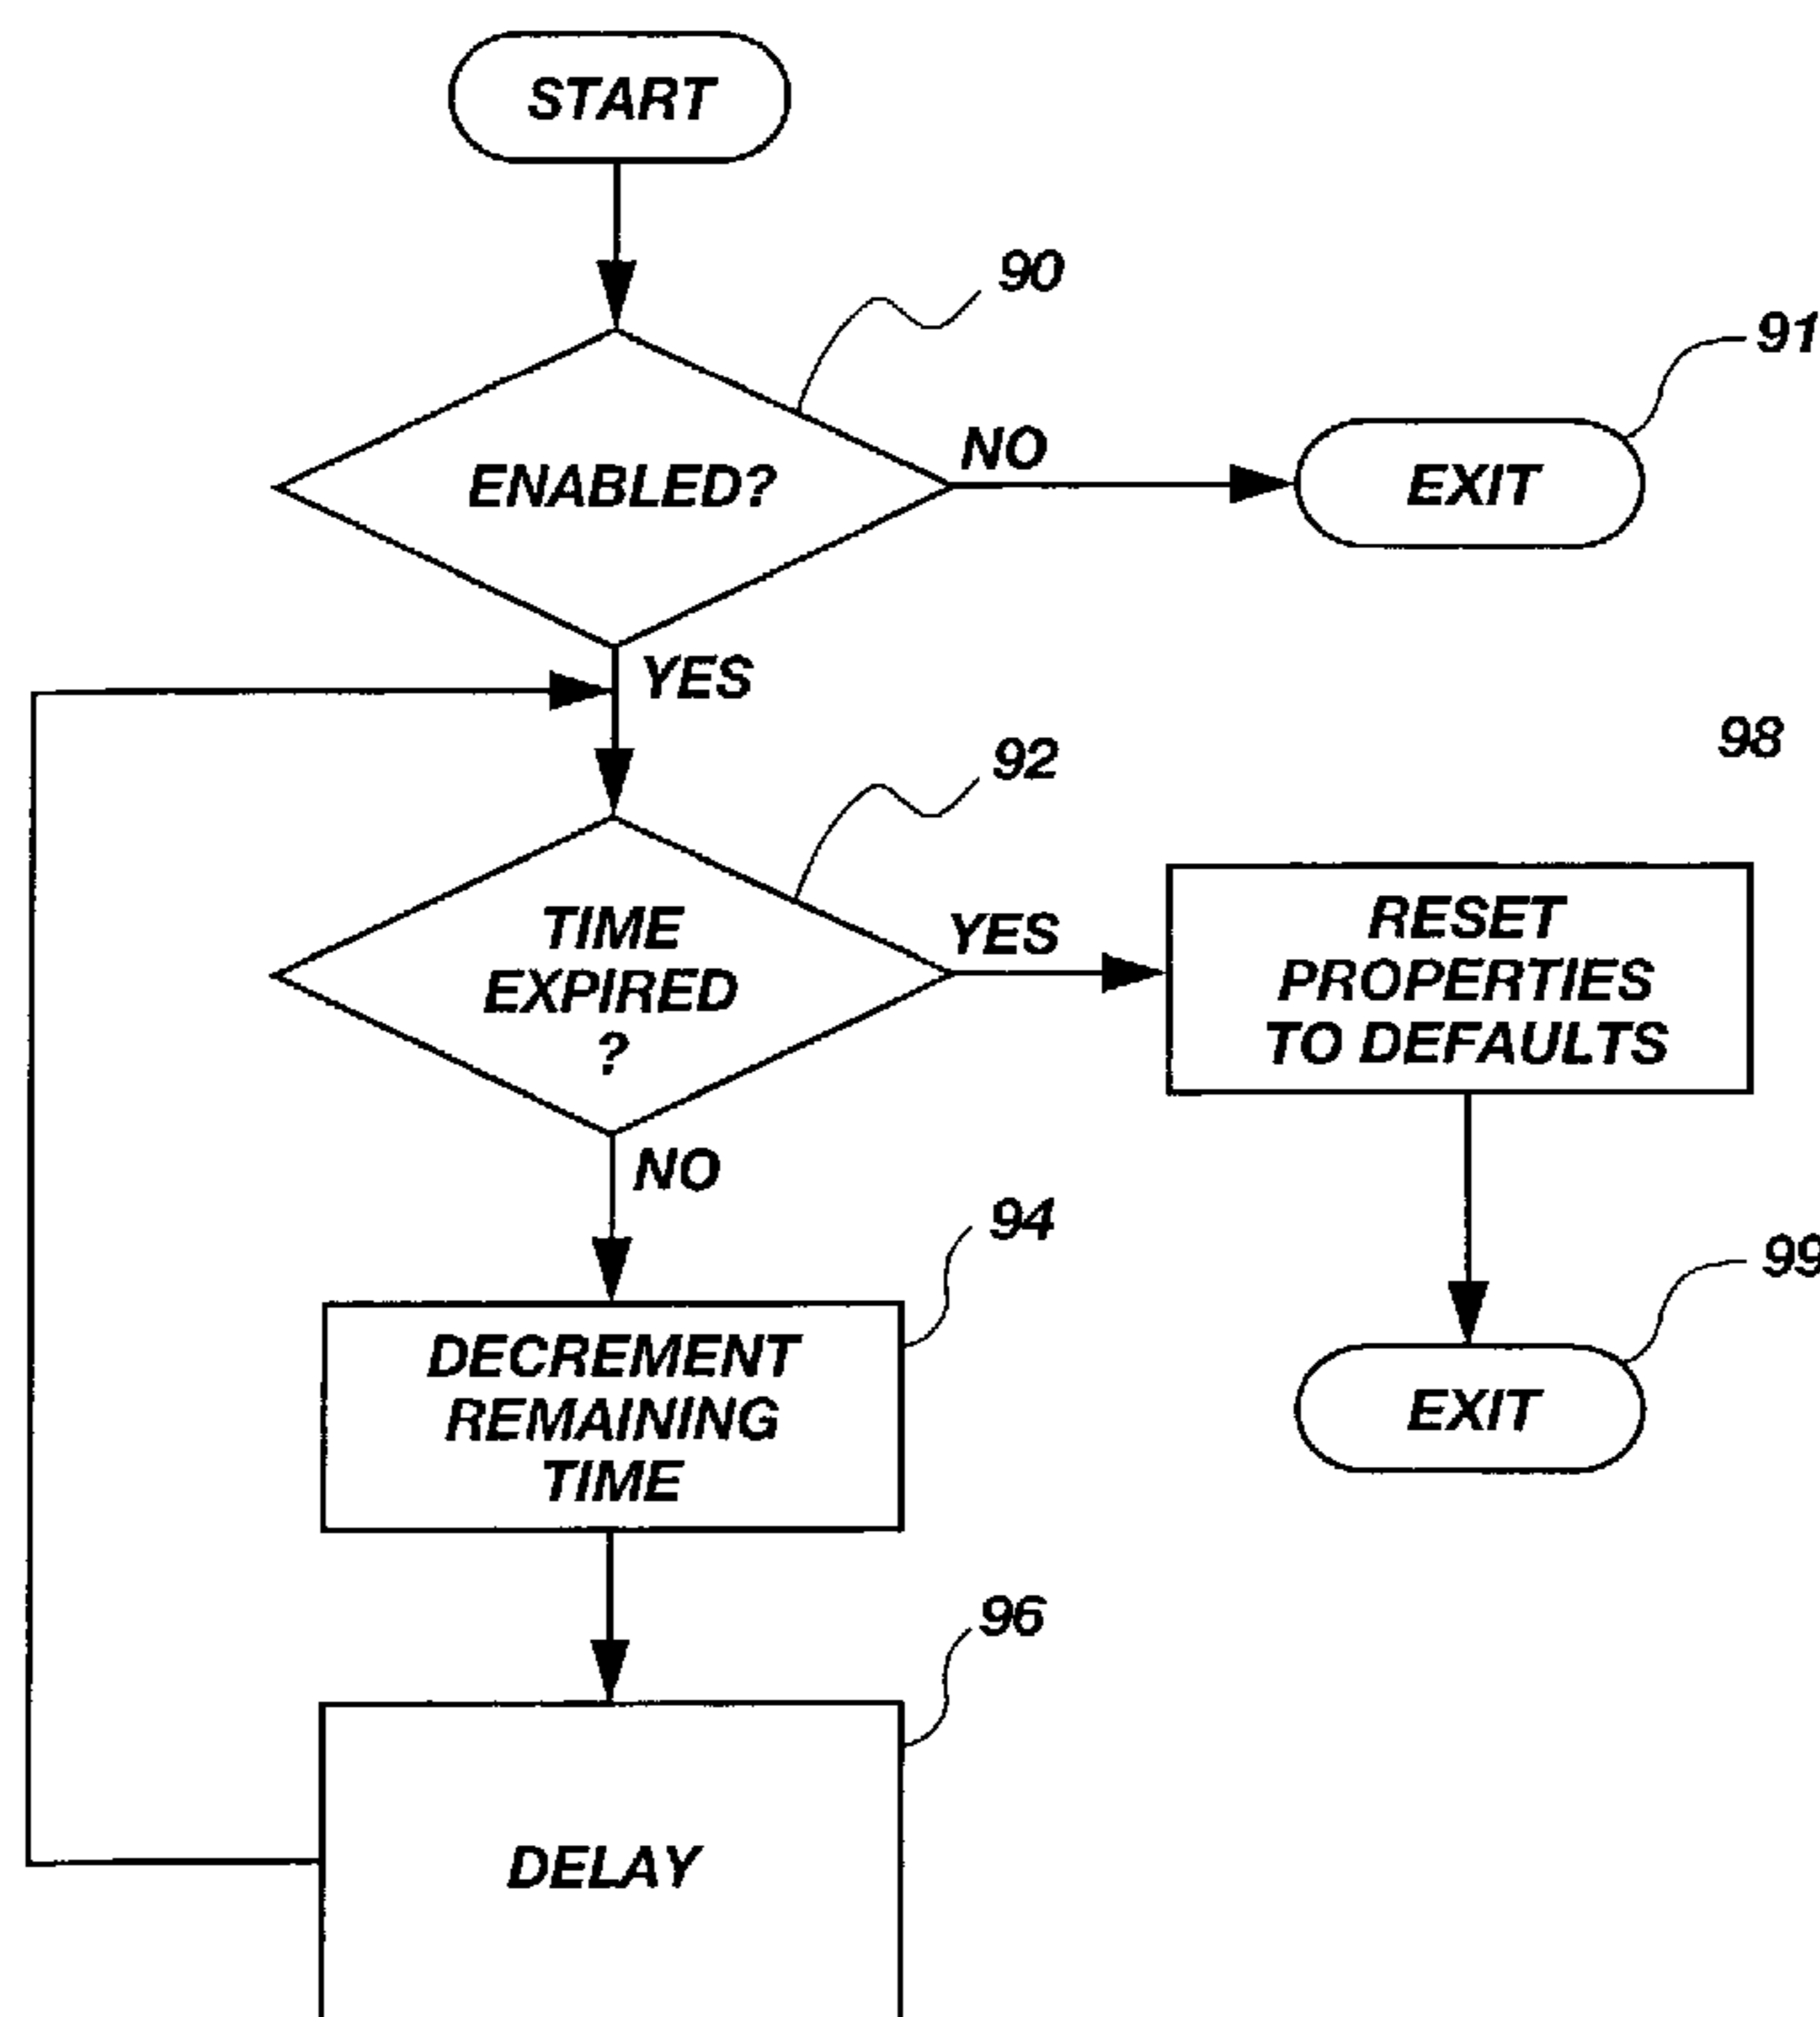 START
90
91
ENABLED?
NO
EXIT
YES
98
92
TIME
EXPIRED
?
YES
RESET
PROPERTIES
TO DEFAULTS
NO
94
99
DECREMENT
REMAINING
TIME
EXIT
96
DELAY